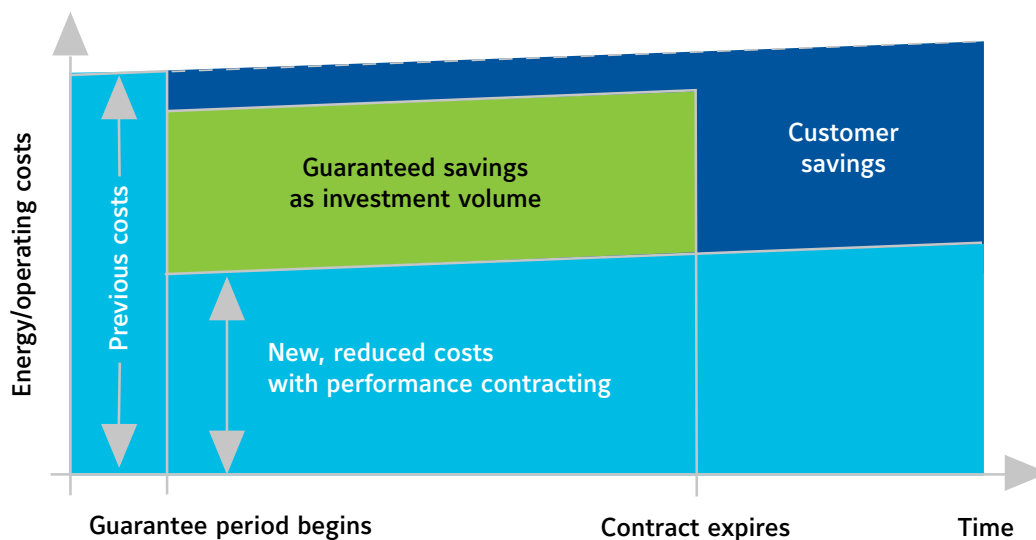 Energy/operating costs
Previous costs
Guaranteed savings
as investment volume
Customer
savings
New, reduced costs
with performance contracting
Guarantee period begins
Contract expires
Time